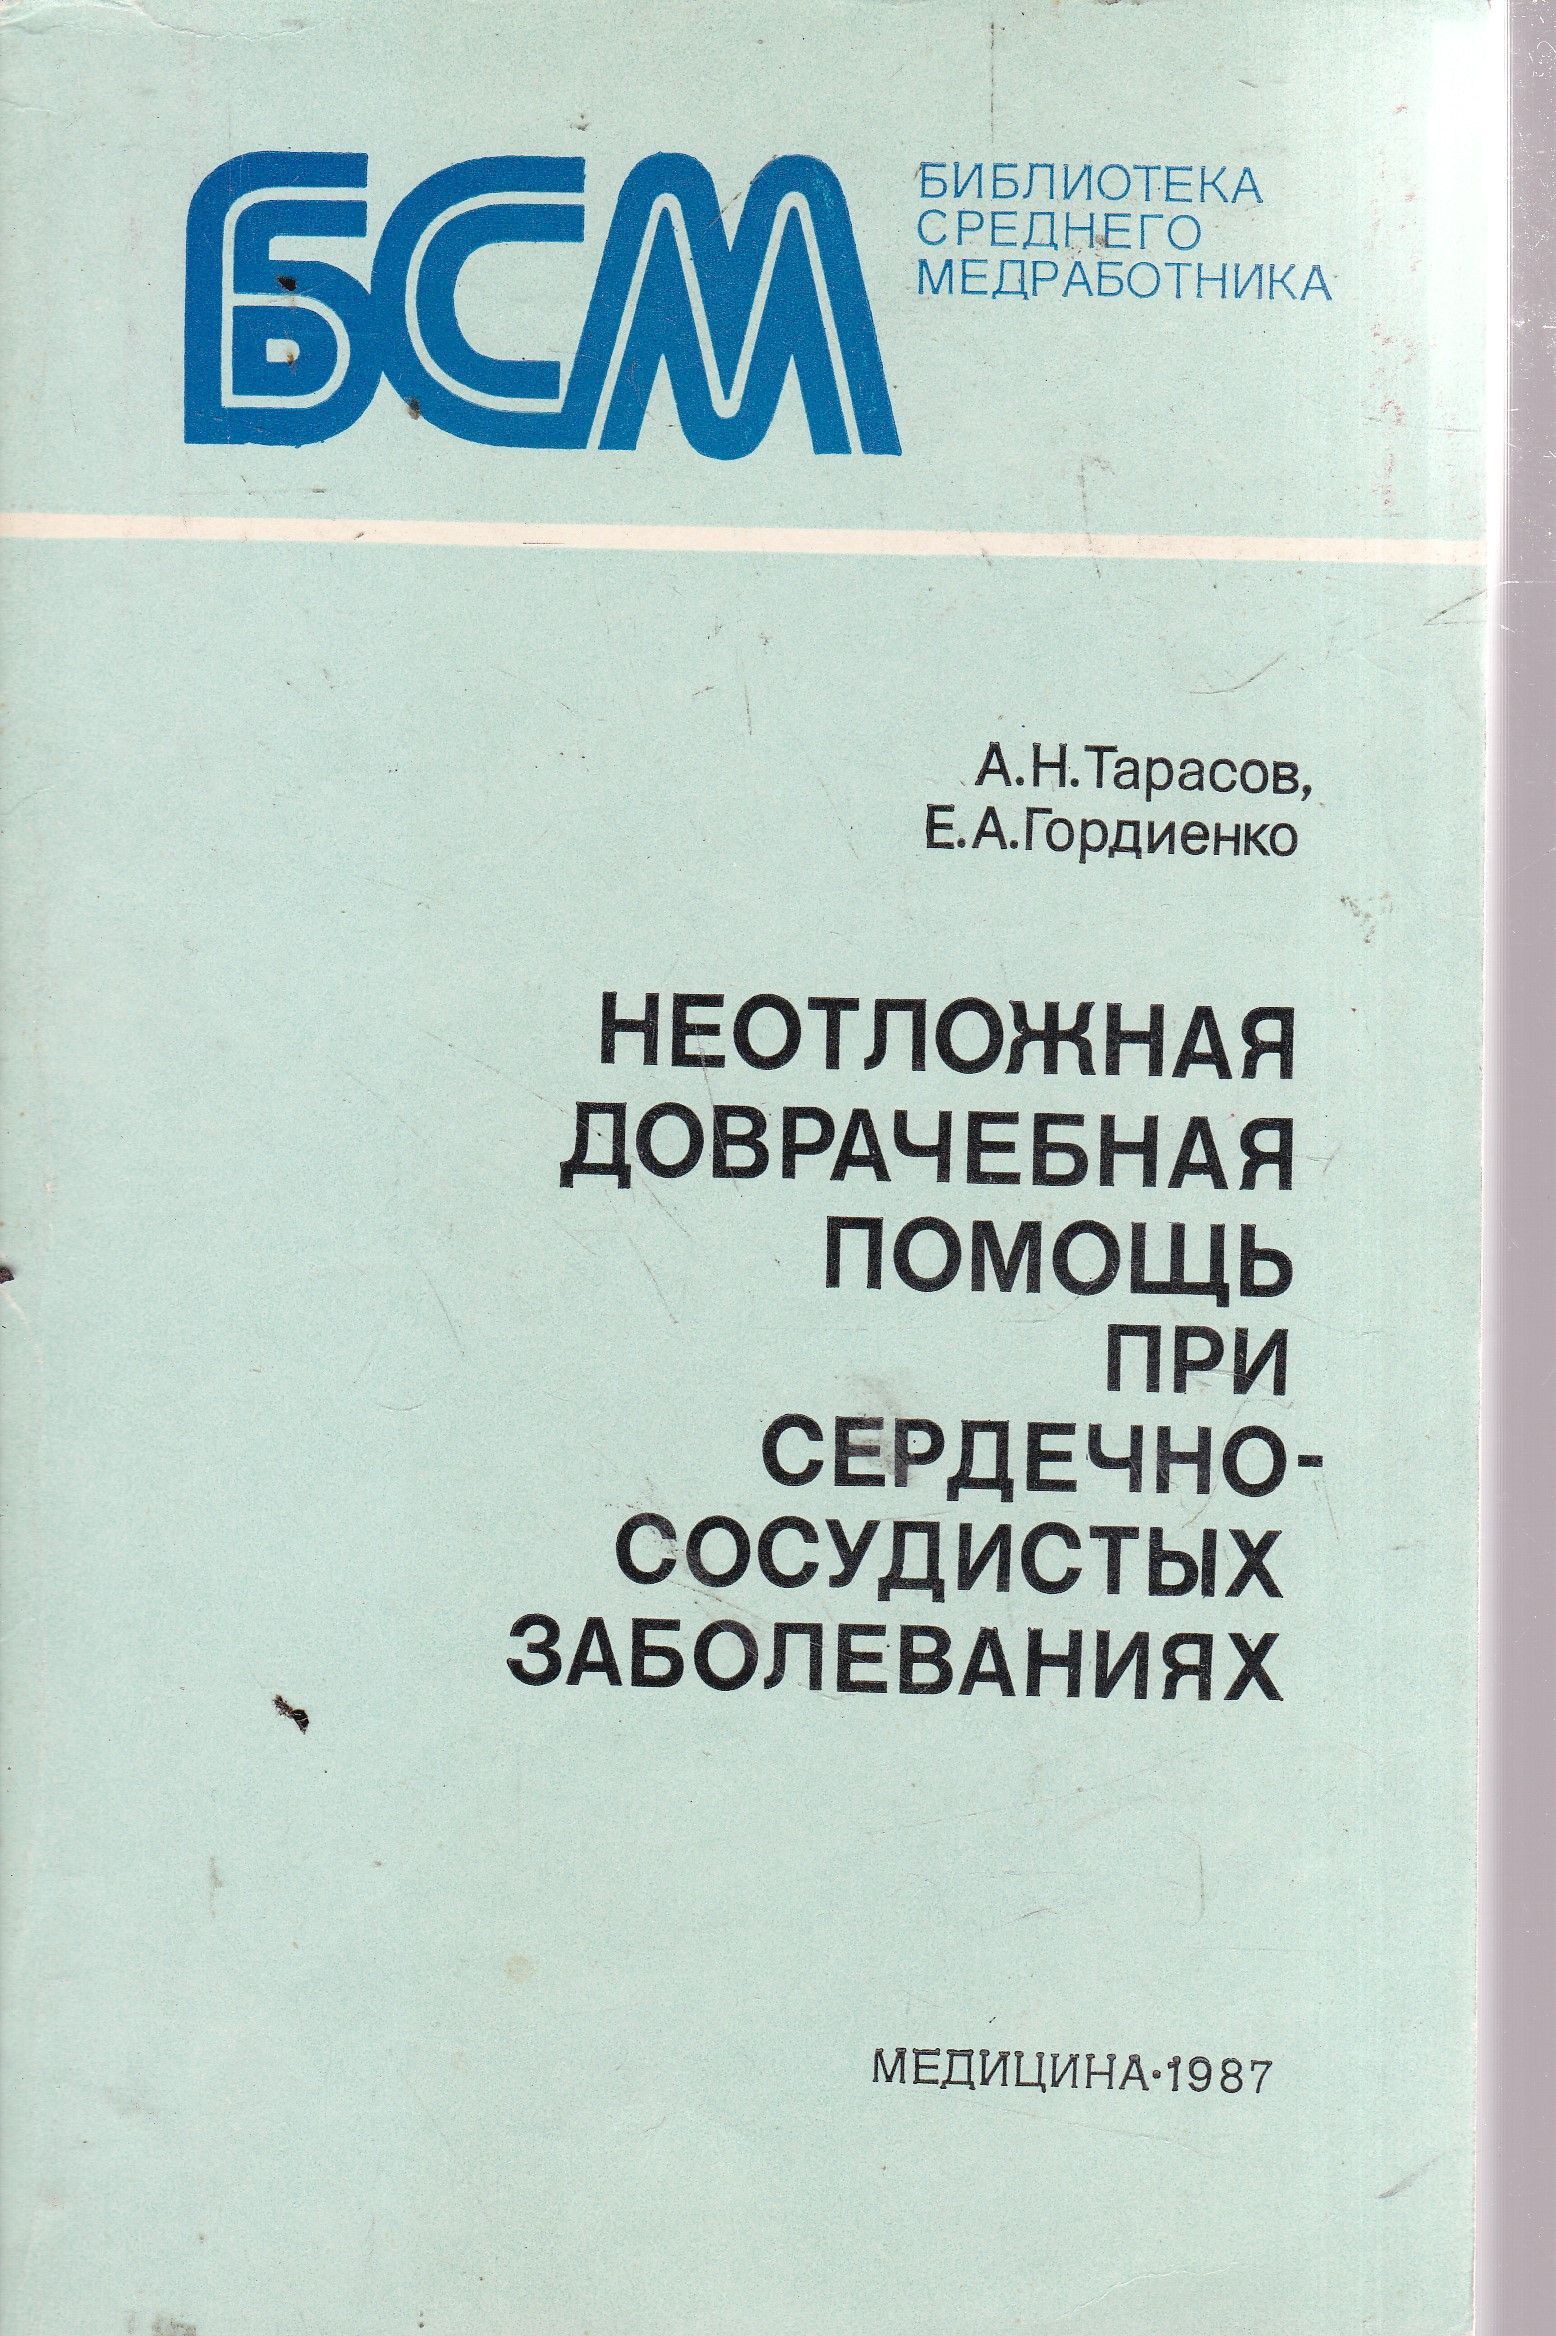 БСМ
БИБЛИОТЕКА
СРЕДНЕГО
МЕДРАБОТНИКА
А.Н.Тарасов,
Е.А.Гордиенко
НЕОТЛОЖНАЯ
ДОВРАЧЕБНАЯ
ПОМОЩЬ
ПРИ
СЕРДЕЧНО-
СОСУДИСТЫХ
ЗАБОЛЕВАНИЯХ
МЕДИЦИНА·1987